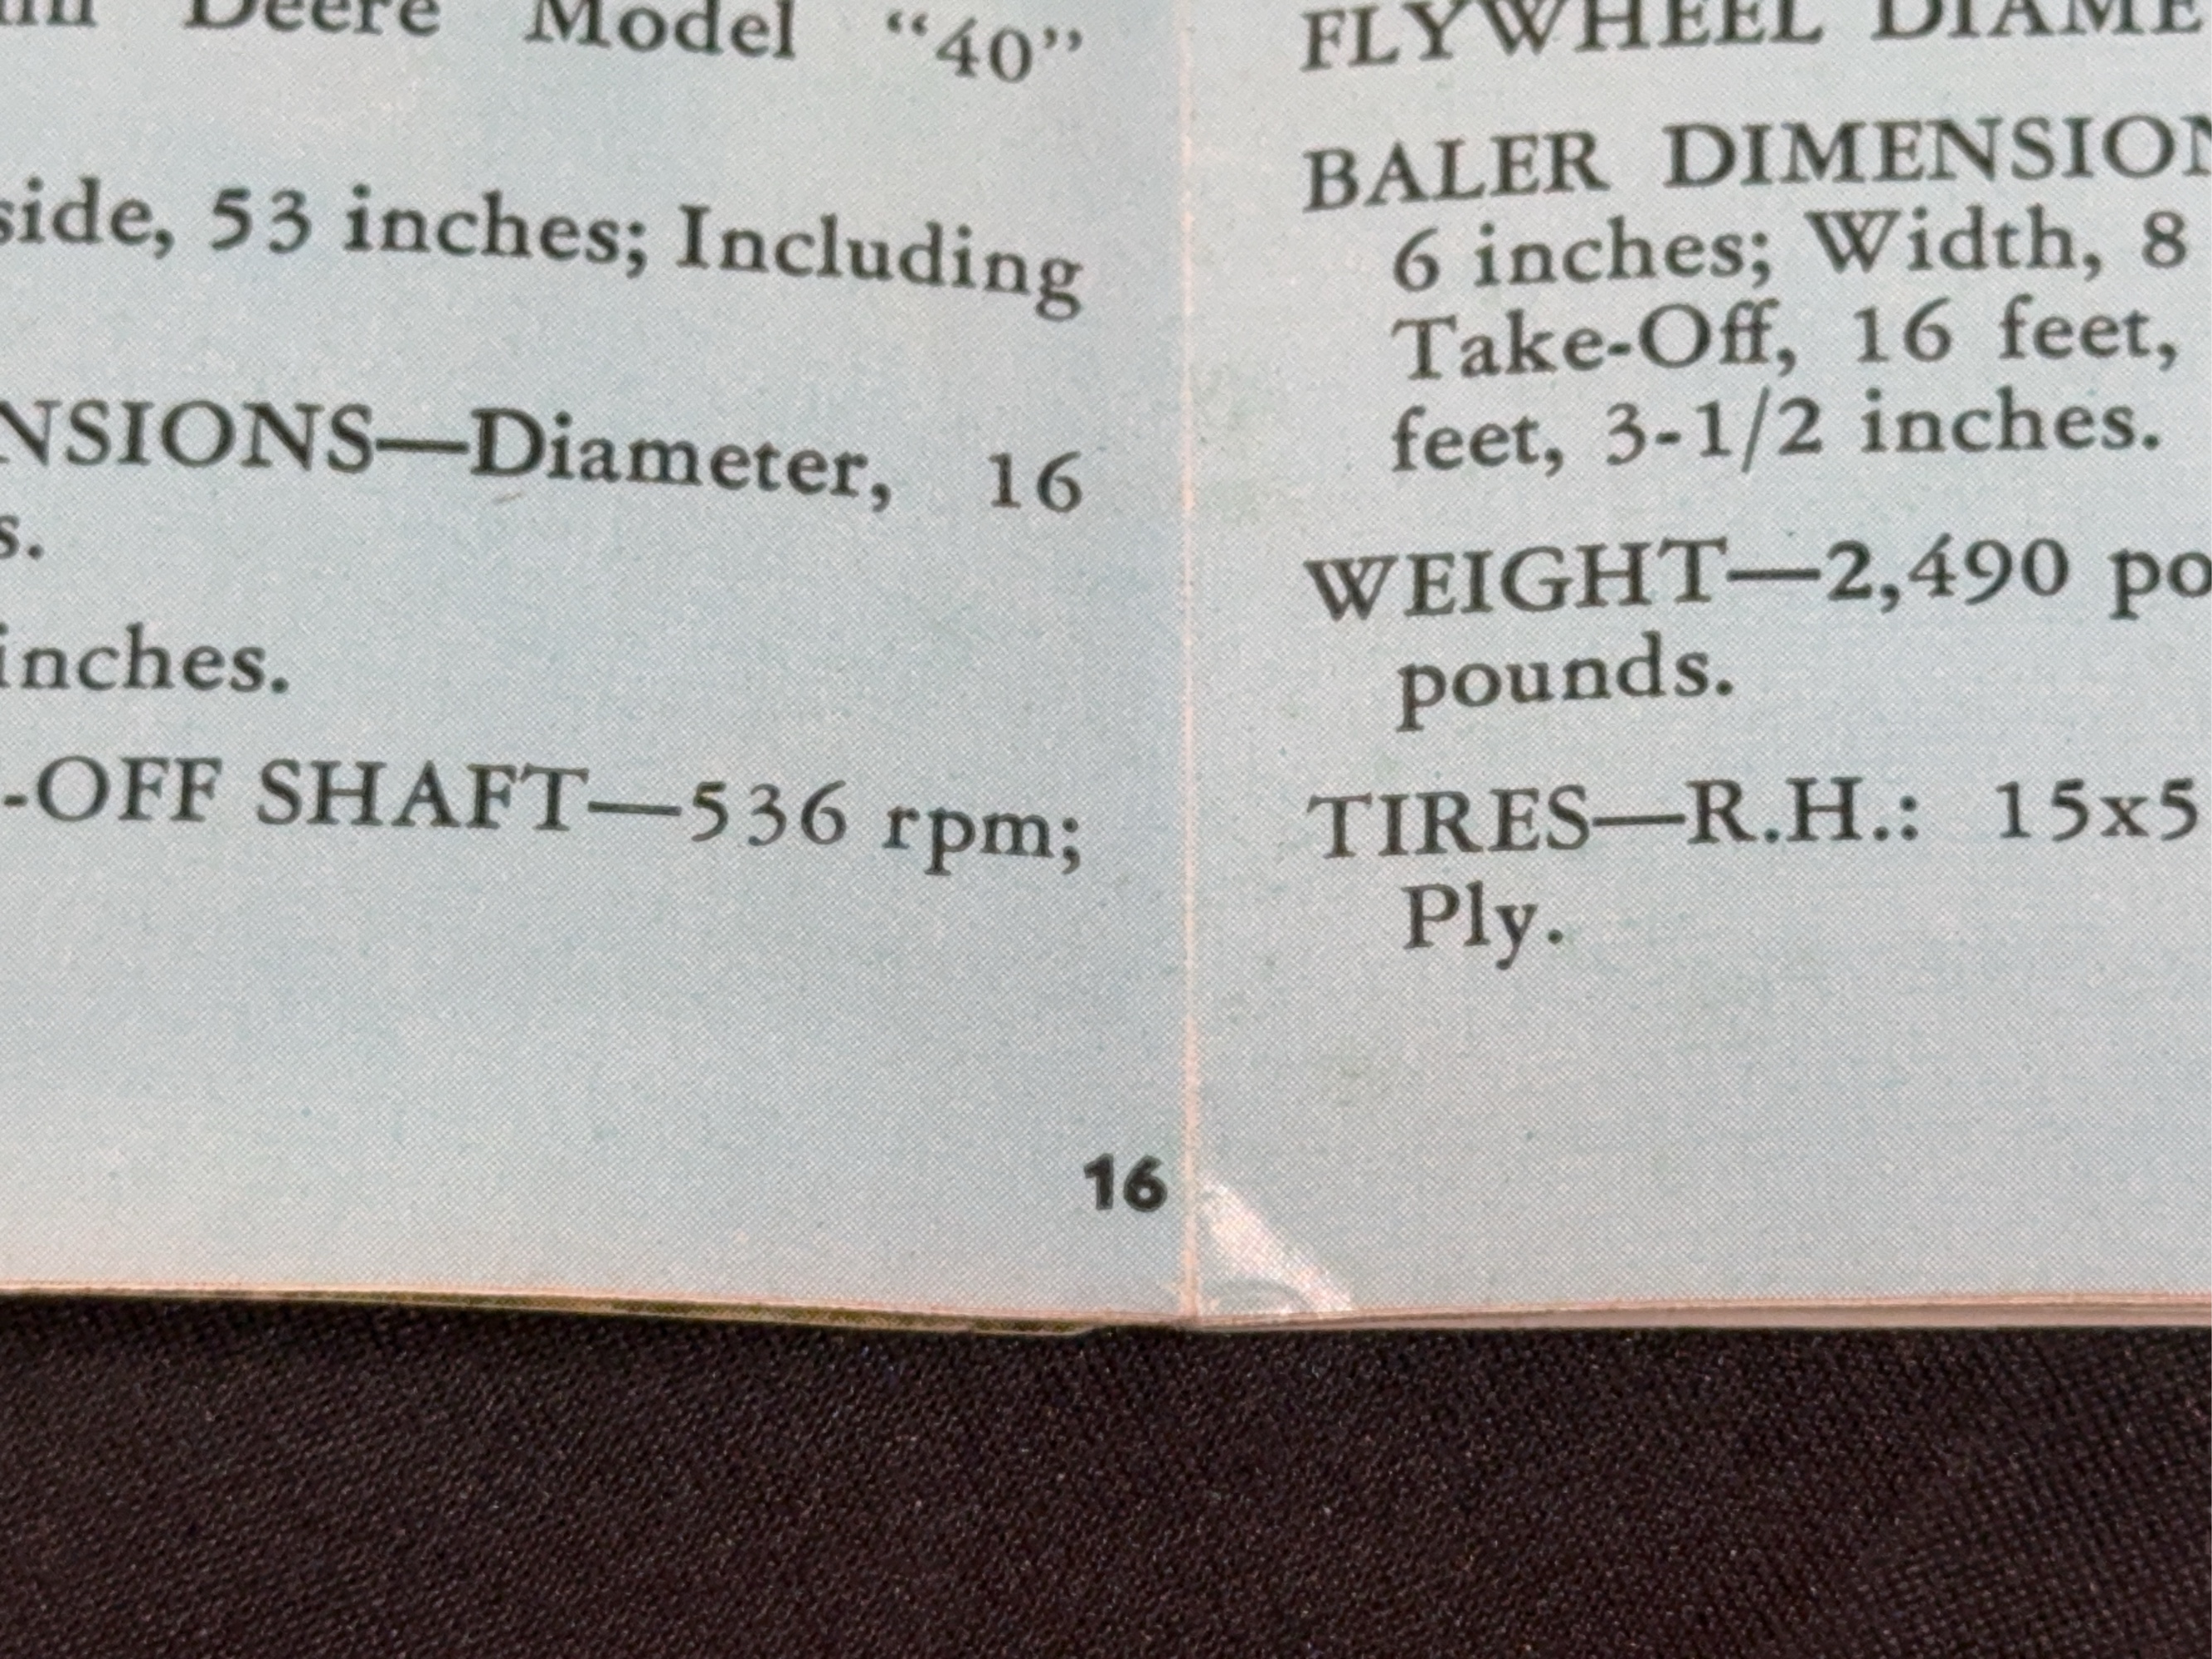 Deere Model “40”
side, 53 inches; Including
NSIONS—Diameter, 16
s.
inches.
-OFF SHAFT—536 rpm;
16
FLYWHEEL DIAME
BALER DIMENSION
6 inches; Width, 8
Take-Off, 16 feet,
feet, 3-1/2 inches.
WEIGHT—2,490 po
pounds.
TIRES—R.H.: 15x5
Ply.